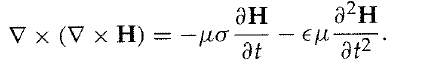 ∇ × (∇ × H) = −μσ ∂H/∂t − ϵμ ∂²H/∂t².